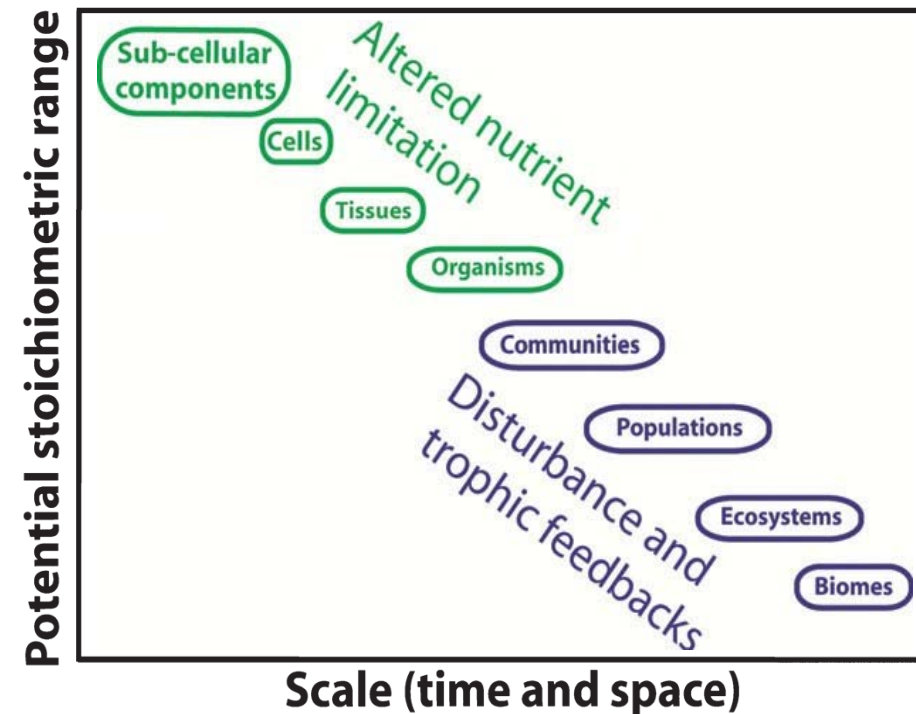 Potential stoichiometric range
Sub-cellular
components
Altered nutrient
limitation
Cells
Tissues
Organisms
Communities
Disturbance and
trophic feedbacks
Populations
Ecosystems
Biomes
Scale (time and space)